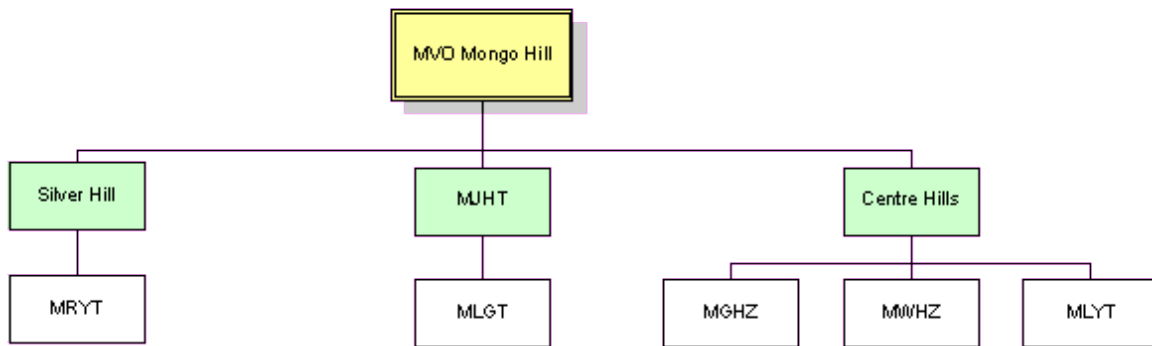 MVO Mongo Hill
Silver Hill
MJHT
Centre Hills
MRYT
MLGT
MGHZ
MWHZ
MLYT